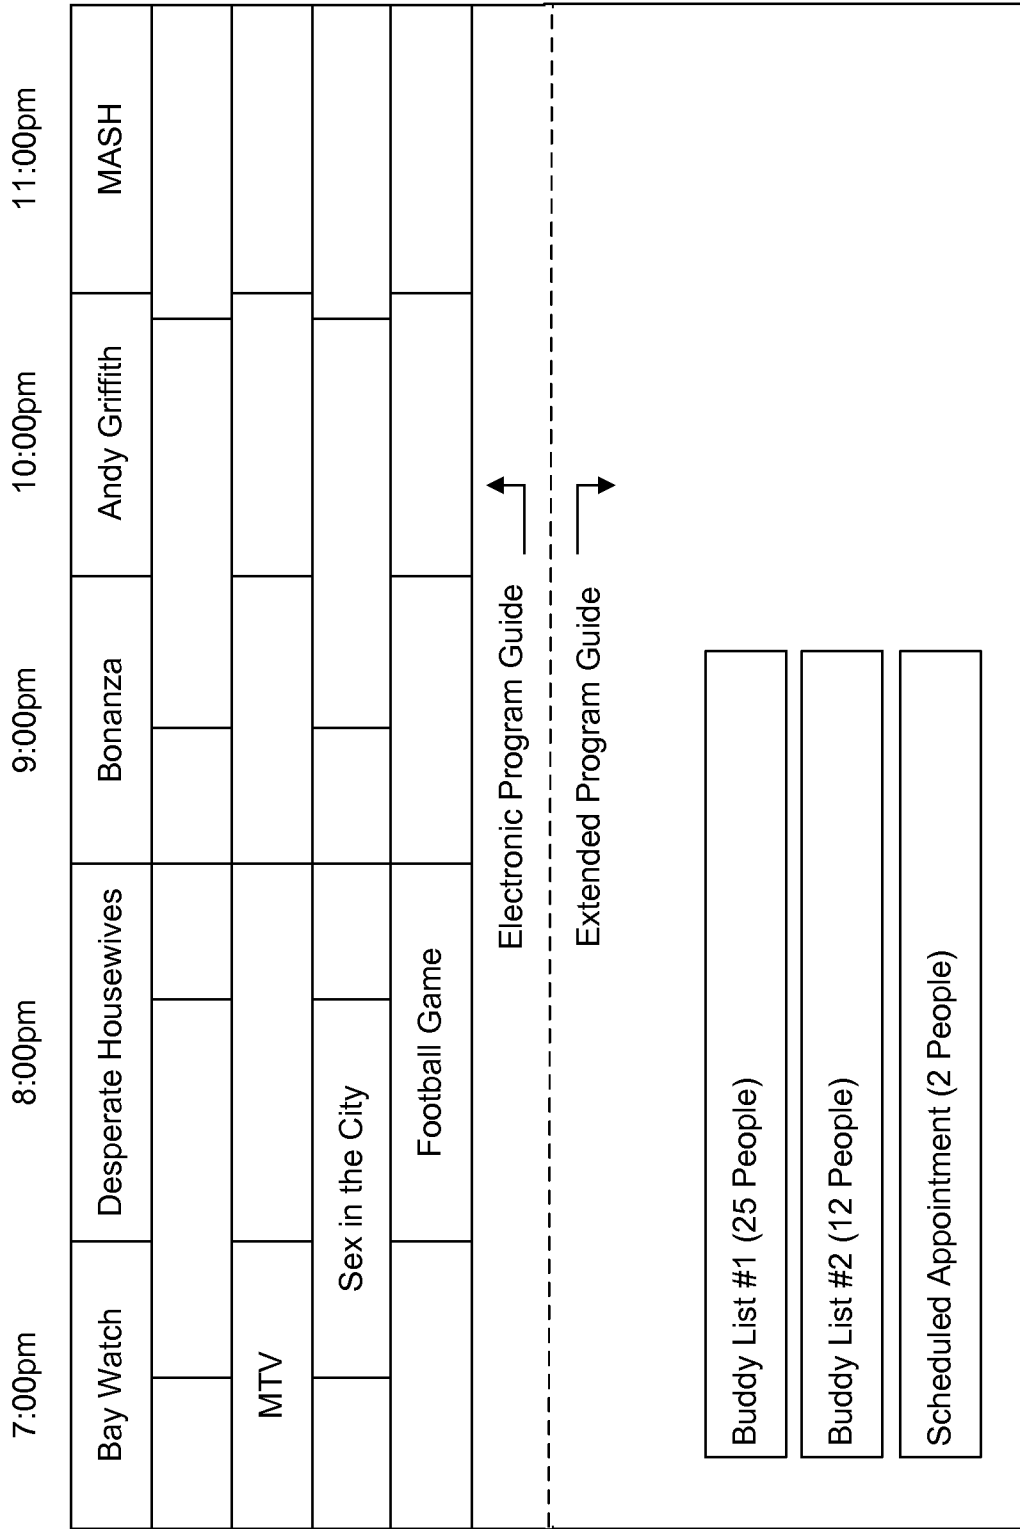 7:00pm 8:00pm 9:00pm 10:00pm 11:00pm
Bay Watch Desperate Housewives Bonanza Andy Griffith MASH
MTV
Sex in the City
Football Game
Electronic Program Guide
Extended Program Guide
Buddy List #1 (25 People)
Buddy List #2 (12 People)
Scheduled Appointment (2 People)